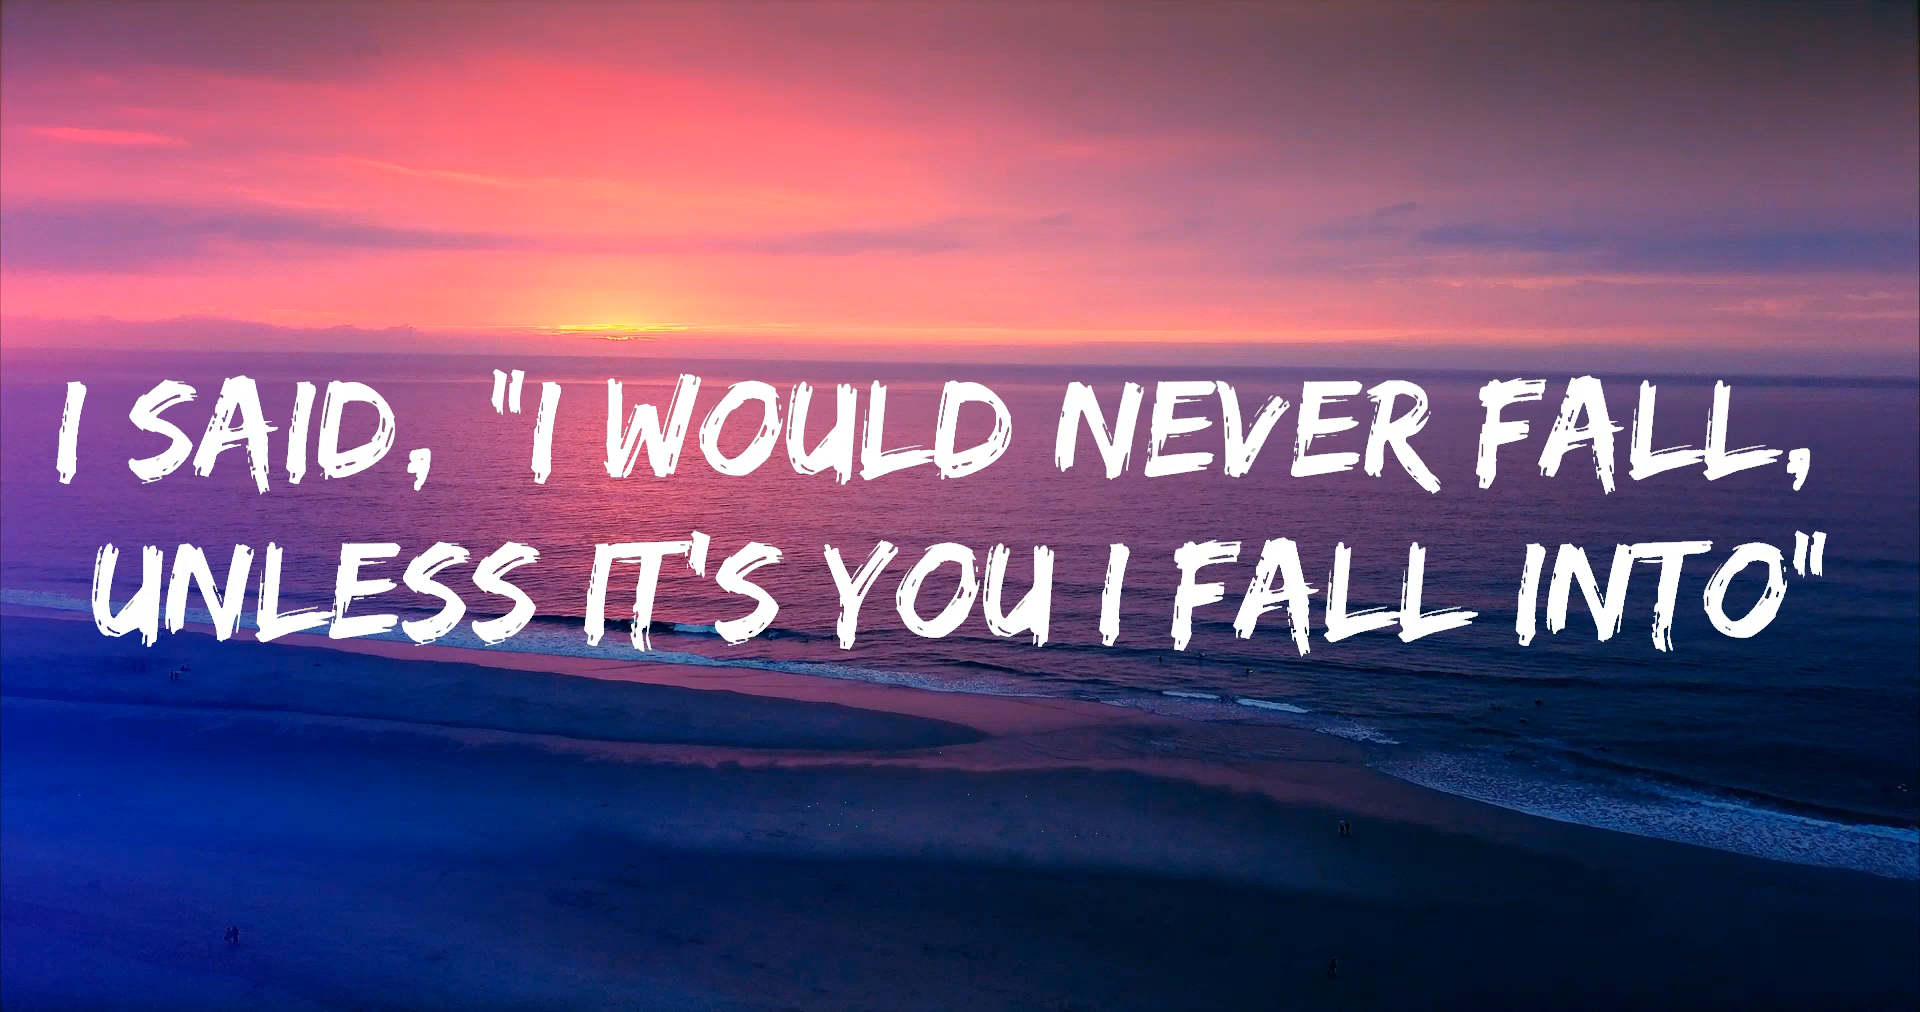 I SAID, "I WOULD NEVER FALL,
UNLESS IT'S YOU I FALL INTO"